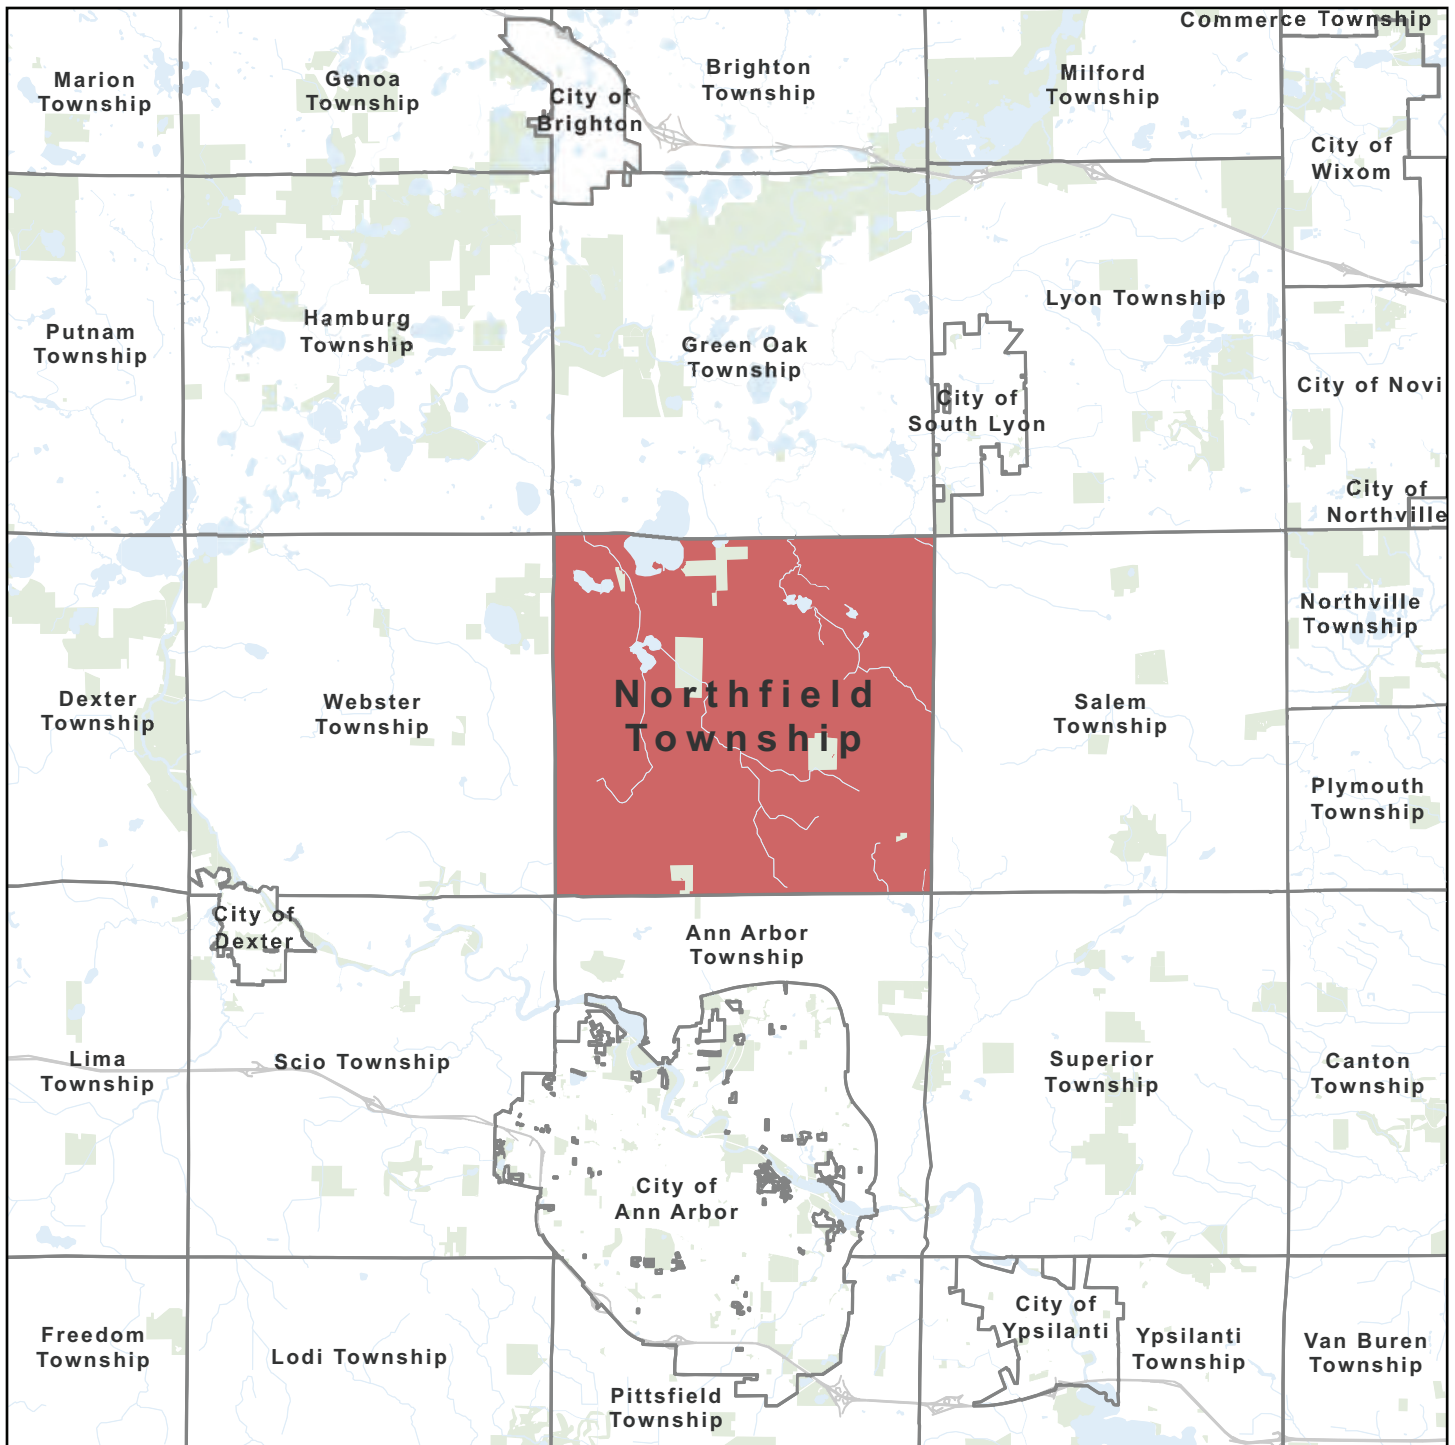 Commerce Township
Marion
Township
Genoa
Township
City of
Brighton
Brighton
Township
Milford
Township
City of
Wixom
Putnam
Township
Hamburg
Township
Green Oak
Township
Lyon Township
City of
South Lyon
City of Novi
City of
Northville
Dexter
Township
Webster
Township
Northfield
Township
Salem
Township
Northville
Township
Plymouth
Township
City of
Dexter
Ann Arbor
Township
Lima
Township
Scio Township
City of
Ann Arbor
Superior
Township
Canton
Township
Freedom
Township
Lodi Township
Pittsfield
Township
City of
Ypsilanti
Ypsilanti
Township
Van Buren
Township